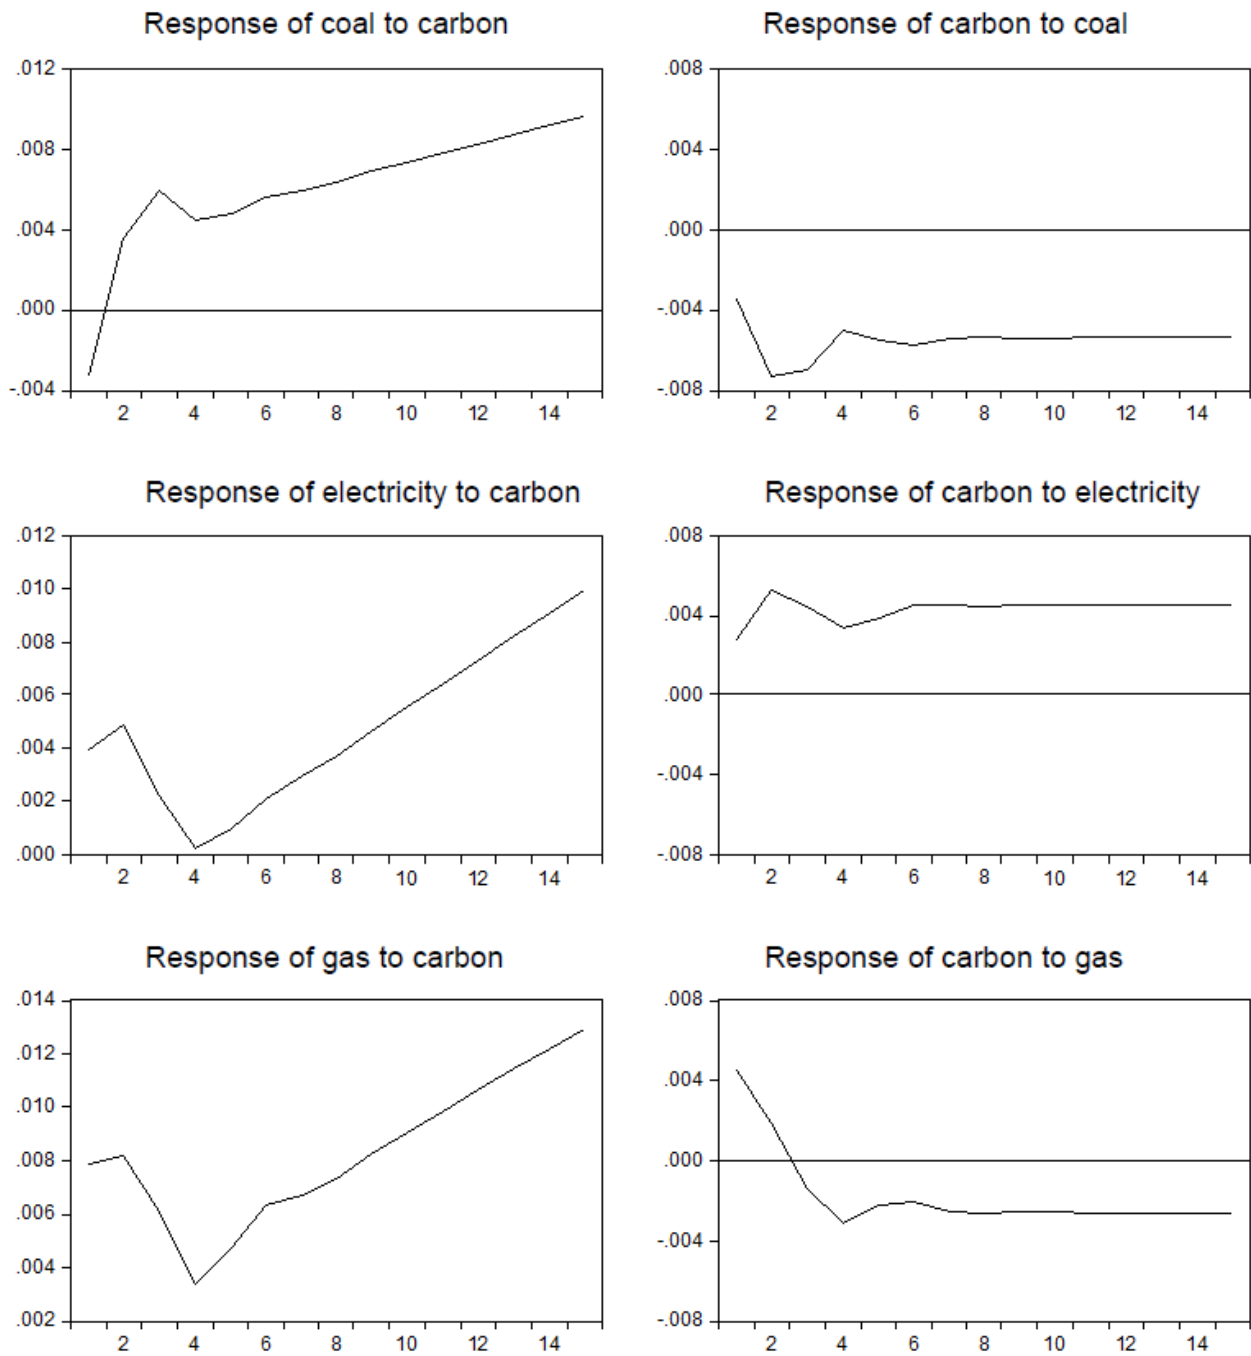 Response of coal to carbon
.012
.008
.004
.000
-.004
2 4 6 8 10 12 14
Response of carbon to coal
.008
.004
.000
-.004
-.008
2 4 6 8 10 12 14
Response of electricity to carbon
.012
.010
.008
.006
.004
.002
.000
2 4 6 8 10 12 14
Response of carbon to electricity
.008
.004
.000
-.004
-.008
2 4 6 8 10 12 14
Response of gas to carbon
.014
.012
.010
.008
.006
.004
.002
2 4 6 8 10 12 14
Response of carbon to gas
.008
.004
.000
-.004
-.008
2 4 6 8 10 12 14